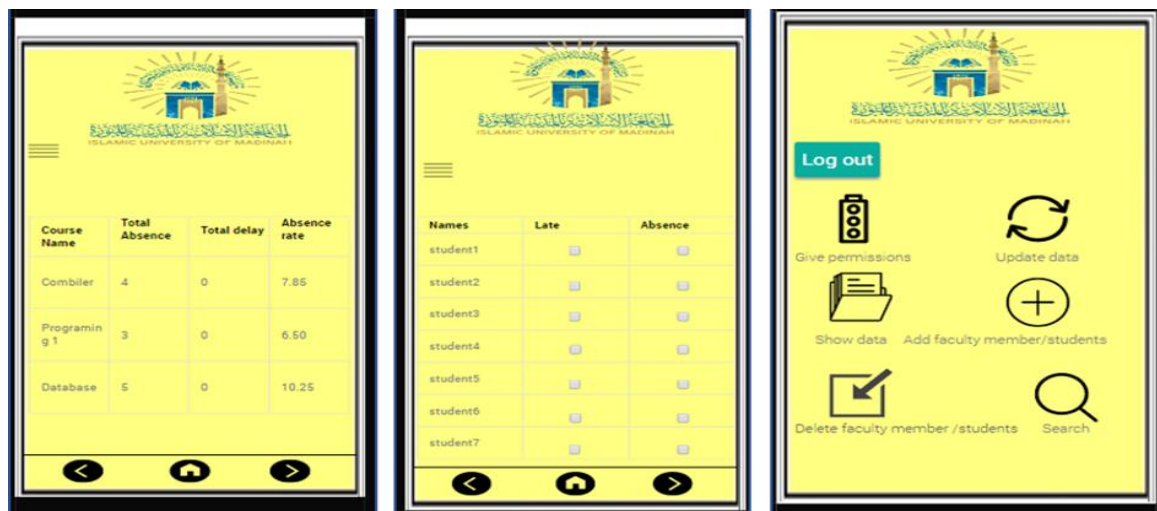 ISLAMIC UNIVERSITY OF MADINAH
Course Name Total Absence Total delay Absence rate
Combiler 4 0 7.85
Programin
g 1 3 0 6.50
Database 5 0 10.25
ISLAMIC UNIVERSITY OF MADINAH
Names Late Absence
student1
student2
student3
student4
student5
student6
student7
ISLAMIC UNIVERSITY OF MADINAH
Log out
Give permissions Update data
Show data Add faculty member/students
Delete faculty member /students Search